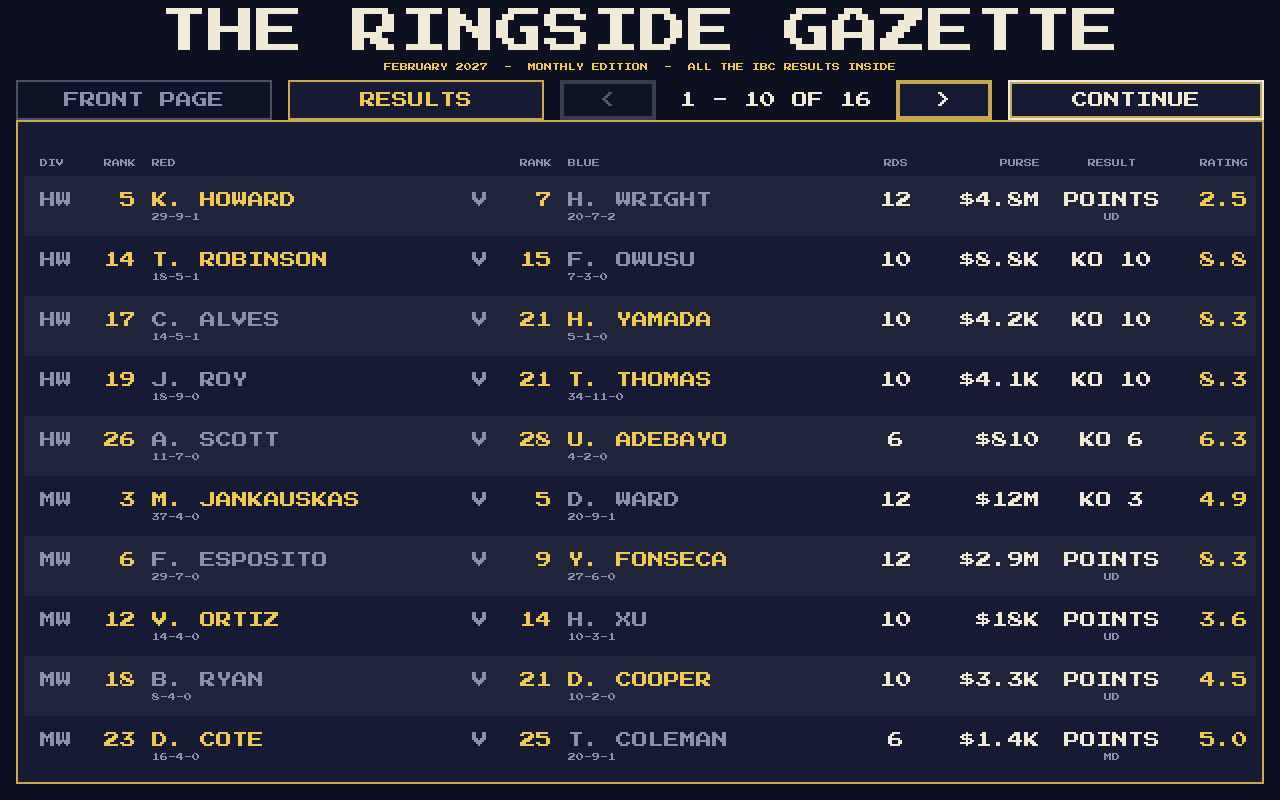 THE RINGSIDE GAZETTE
FEBRUARY 2027 - MONTHLY EDITION - ALL THE IBC RESULTS INSIDE
FRONT PAGE RESULTS < 1 - 10 OF 16 > CONTINUE
DIV RANK RED RANK BLUE RDS PURSE RESULT RATING
HW 5 K. HOWARD V 7 H. WRIGHT 12 $4.8M POINTS 2.5
29-9-1 20-7-2 UD
HW 14 T. ROBINSON V 15 F. OWUSU 10 $8.8K KO 10 8.8
18-5-1 7-3-0
HW 17 C. ALVES V 21 H. YAMADA 10 $4.2K KO 10 8.3
14-5-1 5-1-0
HW 19 J. ROY V 21 T. THOMAS 10 $4.1K KO 10 8.3
18-9-0 34-11-0
HW 26 A. SCOTT V 28 U. ADEBAYO 6 $810 KO 6 6.3
11-7-0 4-2-0
MW 3 M. JANKAUSKAS V 5 D. WARD 12 $12M KO 3 4.9
37-4-0 20-9-1
MW 6 F. ESPOSITO V 9 Y. FONSECA 12 $2.9M POINTS 8.3
29-7-0 27-6-0 UD
MW 12 V. ORTIZ V 14 H. XU 10 $18K POINTS 3.6
14-4-0 10-3-1 UD
MW 18 B. RYAN V 21 D. COOPER 10 $3.3K POINTS 4.5
8-4-0 10-2-0 UD
MW 23 D. COTE V 25 T. COLEMAN 6 $1.4K POINTS 5.0
16-4-0 20-9-1 MD